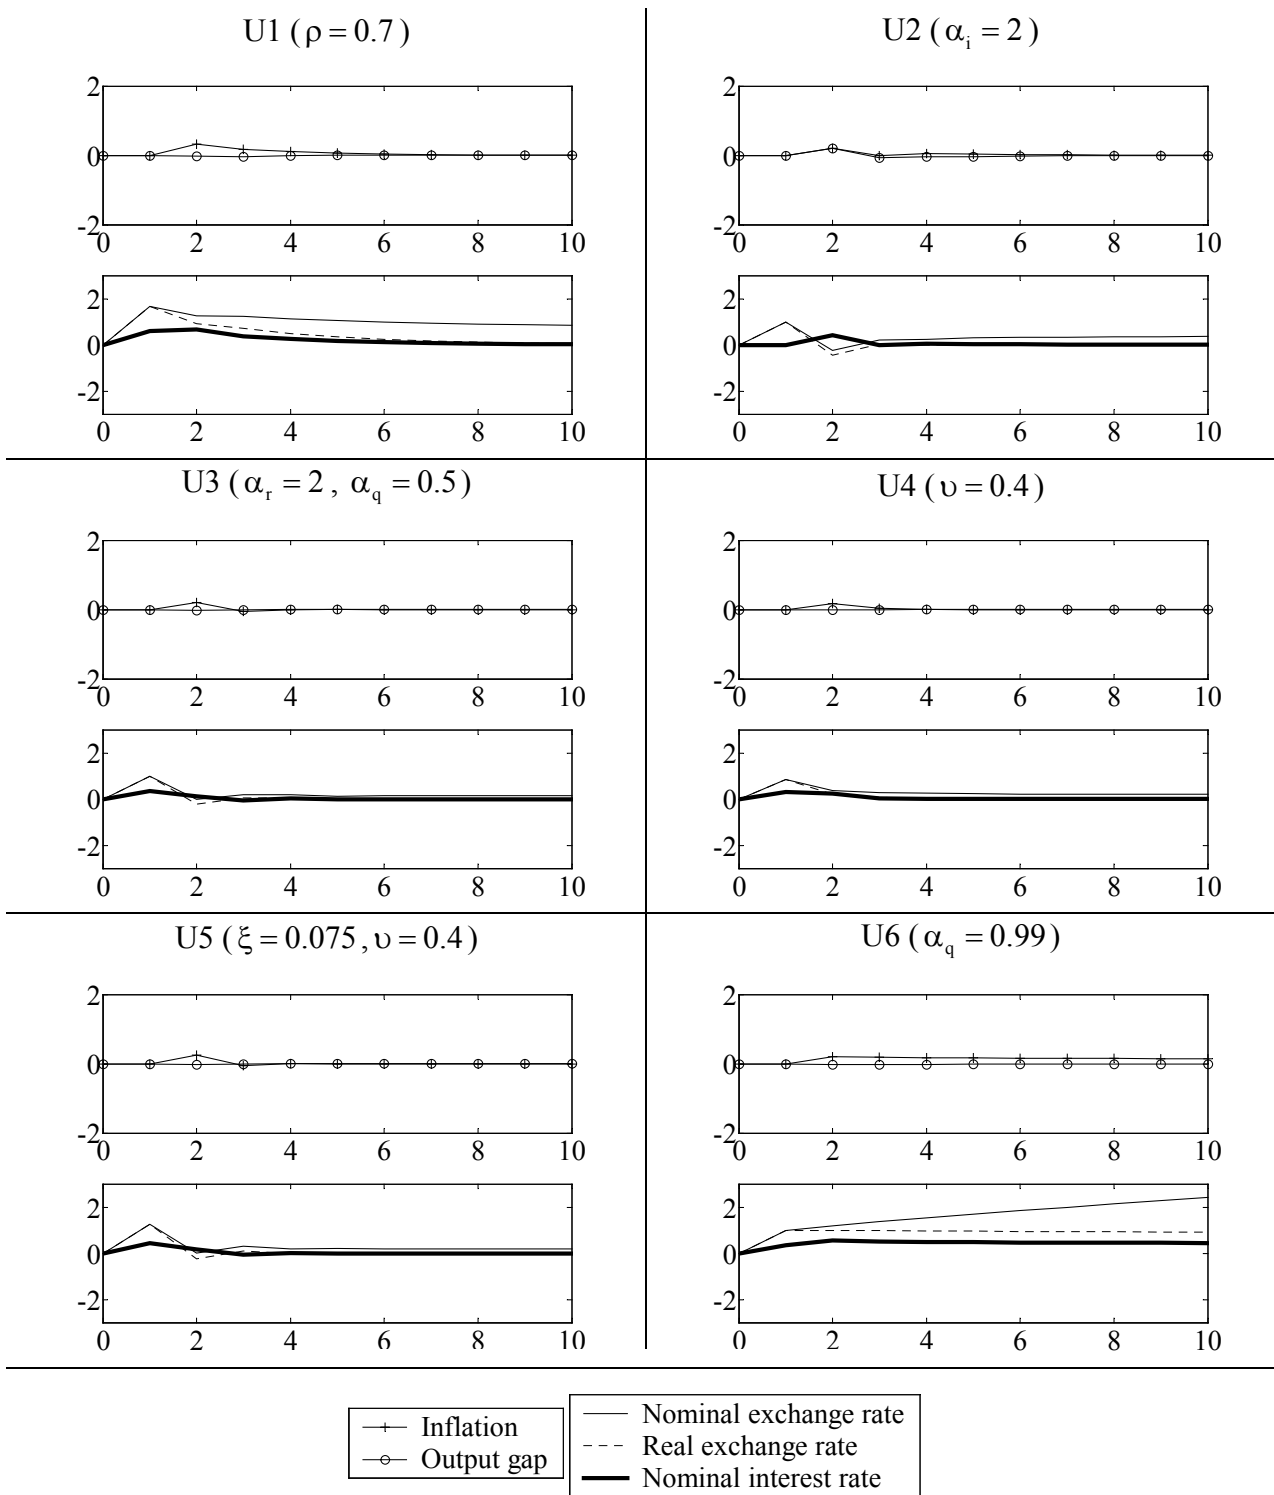 U1 ( ρ = 0.7 )
2
0
-2
0 2 4 6 8 10
2
0
-2
0 2 4 6 8 10
U2 ( αi = 2 )
2
0
-2
0 2 4 6 8 10
2
0
-2
0 2 4 6 8 10
U3 ( αr = 2 , αq = 0.5 )
2
0
-2
0 2 4 6 8 10
2
0
-2
0 2 4 6 8 10
U4 ( υ = 0.4 )
2
0
-2
0 2 4 6 8 10
2
0
-2
0 2 4 6 8 10
U5 ( ξ = 0.075 , υ = 0.4 )
2
0
-2
0 2 4 6 8 10
2
0
-2
0 2 4 6 8 10
U6 ( αq = 0.99 )
2
0
-2
0 2 4 6 8 10
2
0
-2
0 2 4 6 8 10
Inflation
Output gap
Nominal exchange rate
Real exchange rate
Nominal interest rate